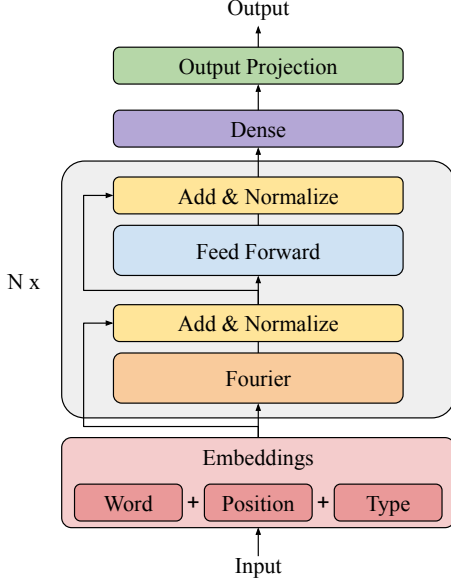 Output
Output Projection
Dense
Add & Normalize
Feed Forward
N x
Add & Normalize
Fourier
Embeddings
Word + Position + Type
Input